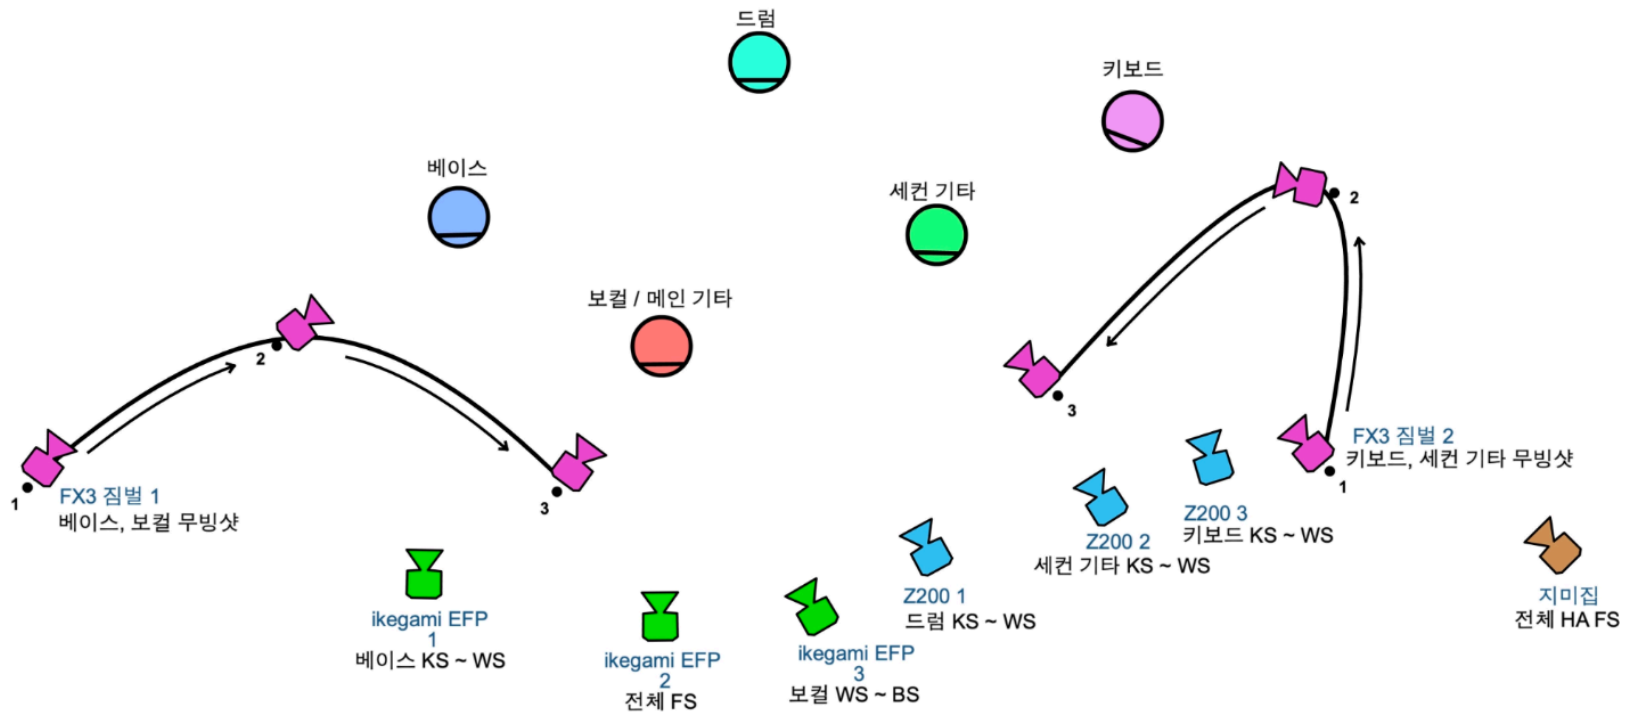 드럼
키보드
베이스
세컨 기타
보컬 / 메인 기타
2
2
3
1
FX3 짐벌 1
베이스, 보컬 무빙샷
3
FX3 짐벌 2
키보드, 세컨 기타 무빙샷
1
ikegami EFP
1
베이스 KS ~ WS
ikegami EFP
2
전체 FS
ikegami EFP
3
보컬 WS ~ BS
Z200 1
드럼 KS ~ WS
Z200 2
세컨 기타 KS ~ WS
Z200 3
키보드 KS ~ WS
지미집
전체 HA FS